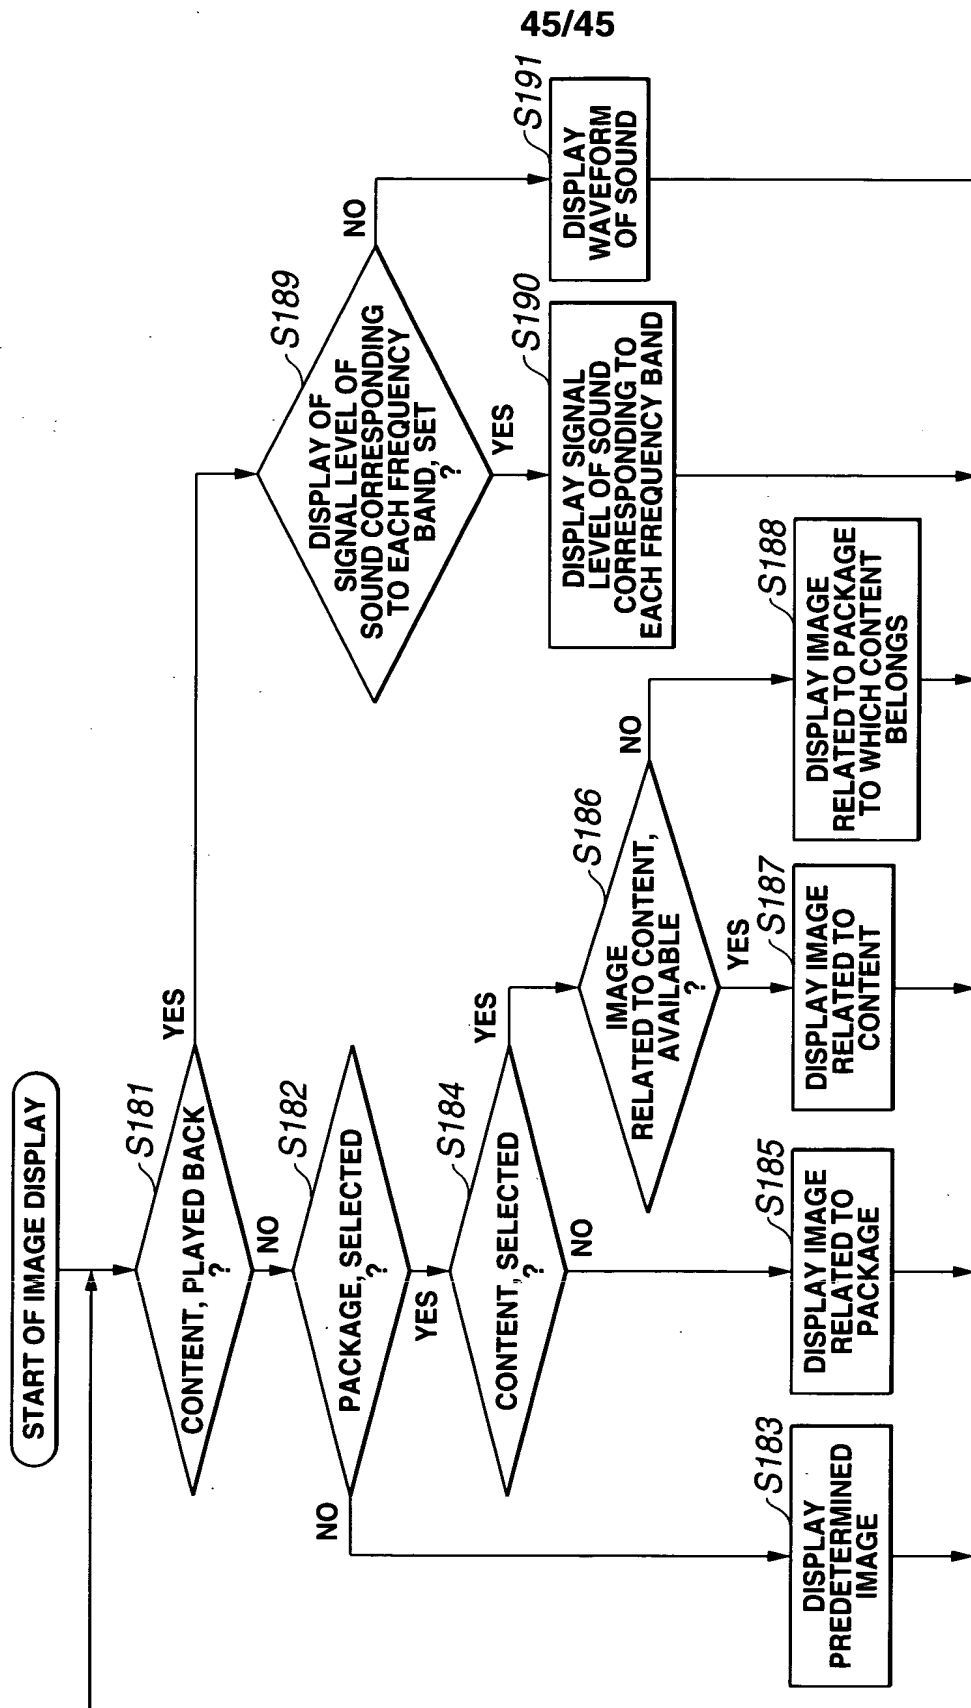 45/45
START OF IMAGE DISPLAY
S181
CONTENT, PLAYED BACK
?
YES
NO
S182
PACKAGE, SELECTED
?
NO
YES
S184
CONTENT, SELECTED
?
YES
NO
S189
DISPLAY OF
SIGNAL LEVEL OF
SOUND CORRESPONDING
TO EACH FREQUENCY
BAND, SET
?
NO
YES
S186
IMAGE
RELATED TO CONTENT,
AVAILABLE
?
NO
YES
S183
DISPLAY
PREDETERMINED
IMAGE
S185
DISPLAY IMAGE
RELATED TO
PACKAGE
S187
DISPLAY IMAGE
RELATED TO
CONTENT
S188
DISPLAY IMAGE
RELATED TO PACKAGE
TO WHICH CONTENT
BELONGS
S190
DISPLAY SIGNAL
LEVEL OF SOUND
CORRESPONDING TO
EACH FREQUENCY BAND
S191
DISPLAY
WAVEFORM
OF SOUND